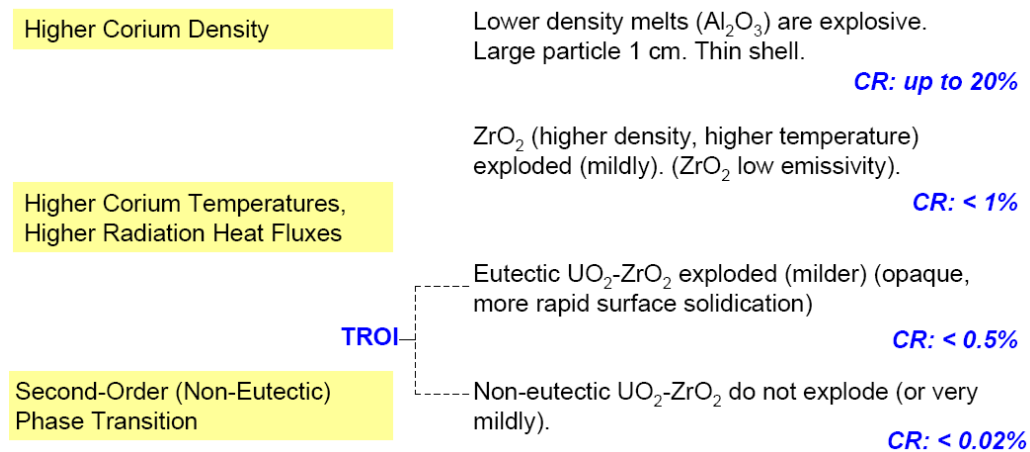 Higher Corium Density
Lower density melts (Al₂O₃) are explosive.
Large particle 1 cm. Thin shell.
CR: up to 20%
ZrO₂ (higher density, higher temperature)
exploded (mildly). (ZrO₂ low emissivity).
CR: < 1%
Higher Corium Temperatures,
Higher Radiation Heat Fluxes
Eutectic UO₂-ZrO₂ exploded (milder) (opaque,
more rapid surface solidication)
TROI
CR: < 0.5%
Second-Order (Non-Eutectic)
Phase Transition
Non-eutectic UO₂-ZrO₂ do not explode (or very
mildly).
CR: < 0.02%